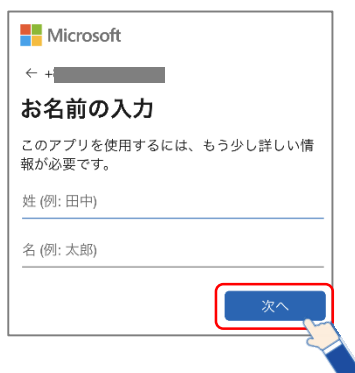 Microsoft
← +
お名前の入力
このアプリを使用するには、もう少し詳しい情
報が必要です。
姓 (例: 田中)
名 (例: 太郎)
次へ